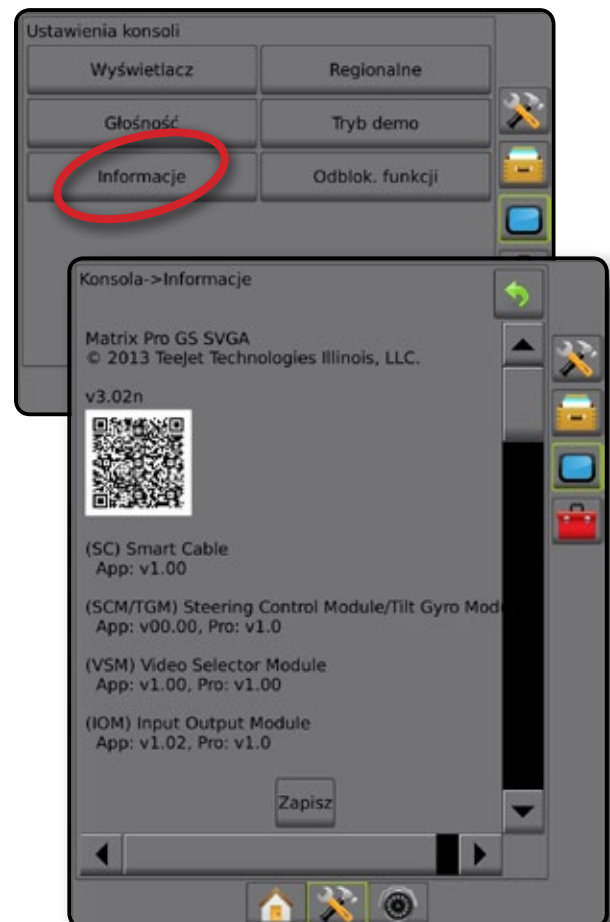 Ustawienia konsoli
Wyświetlacz
Regionalne
Głośność
Tryb demo
Informacje
Odblok. funkcji
Konsola->Informacje
Matrix Pro GS SVGA
© 2013 TeeJet Technologies Illinois, LLC.
v3.02n
(SC) Smart Cable
App: v1.00
(SCM/TGM) Steering Control Module/Tilt Gyro Mod
App: v00.00, Pro: v1.0
(VSM) Video Selector Module
App: v1.00, Pro: v1.00
(IOM) Input Output Module
App: v1.02, Pro: v1.0
Zapisz